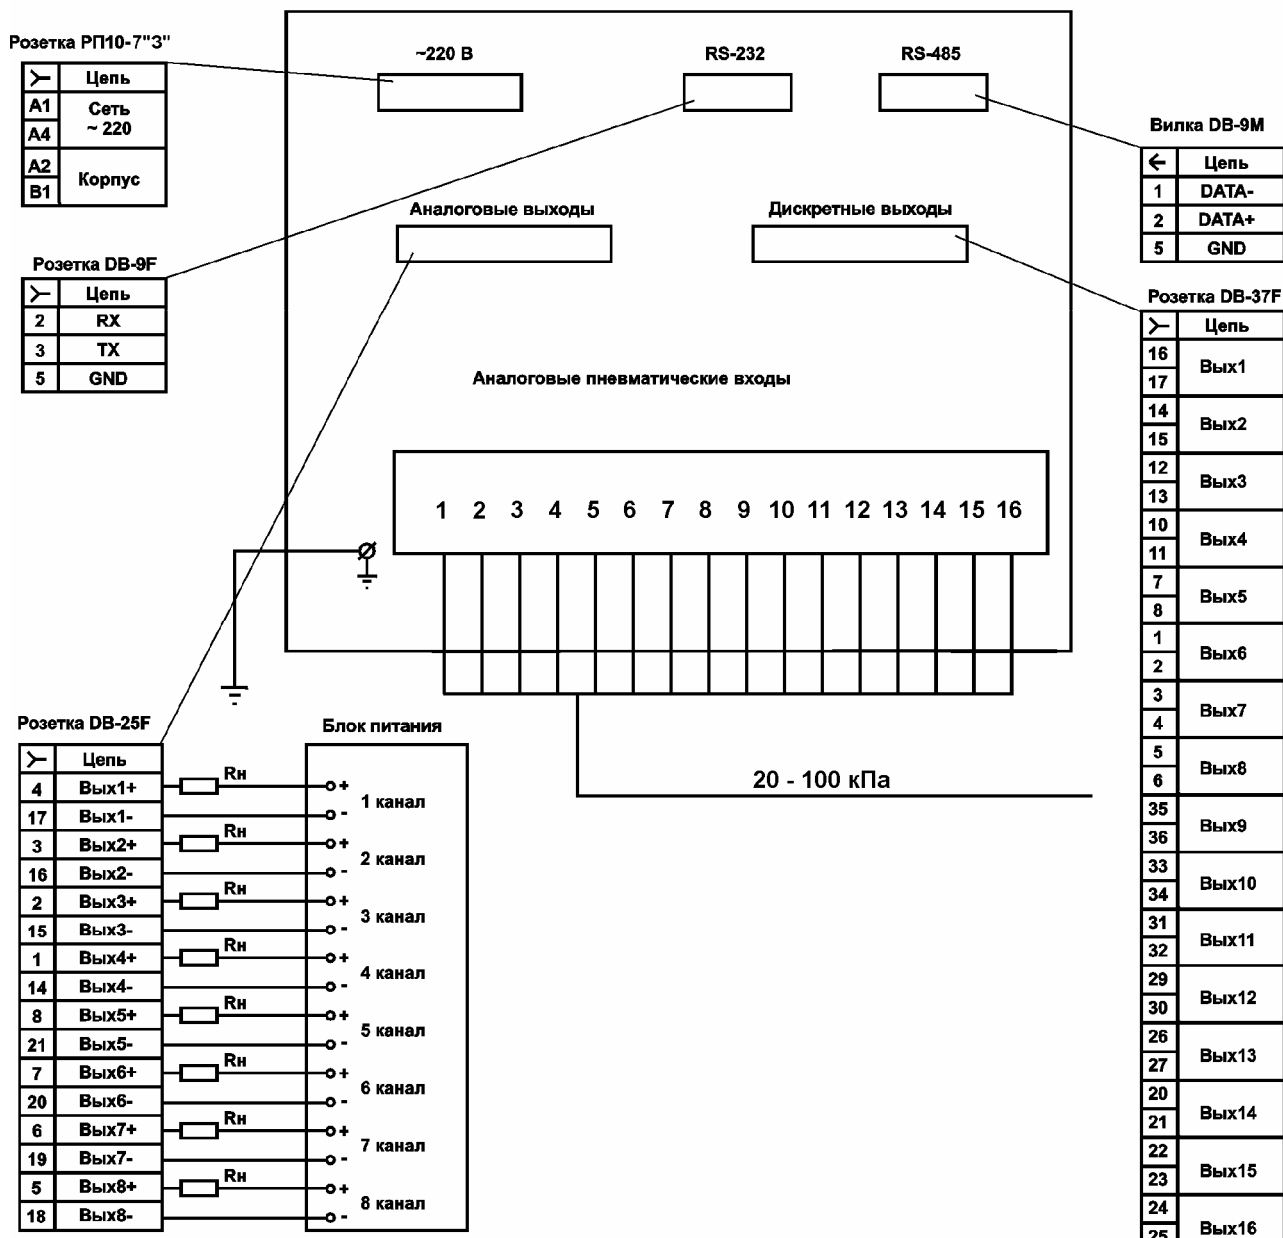 Розетка РП10-7"З"
Цепь
А1
Сеть
~ 220
А4
А2
Корпус
В1
~220 В
RS-232
RS-485
Вилка DB-9M
Цепь
1 DATA-
2 DATA+
5 GND
Аналоговые выходы
Дискретные выходы
Розетка DB-9F
Цепь
2 RX
3 TX
5 GND
Аналоговые пневматические входы
1 2 3 4 5 6 7 8 9 10 11 12 13 14 15 16
20 - 100 кПа
Розетка DB-37F
Цепь
16
Вых1
17
14
Вых2
15
12
Вых3
13
10
Вых4
11
7
Вых5
8
1
Вых6
2
3
Вых7
4
5
Вых8
6
35
Вых9
36
33
Вых10
34
31
Вых11
32
29
Вых12
30
26
Вых13
27
20
Вых14
21
22
Вых15
23
24
Вых16
25
Розетка DB-25F
Цепь
4 Вых1+
17 Вых1-
3 Вых2+
16 Вых2-
2 Вых3+
15 Вых3-
1 Вых4+
14 Вых4-
8 Вых5+
21 Вых5-
7 Вых6+
20 Вых6-
6 Вых7+
19 Вых7-
5 Вых8+
18 Вых8-
Rн
Rн
Rн
Rн
Rн
Rн
Rн
Rн
Блок питания
+
1 канал
-
+
2 канал
-
+
3 канал
-
+
4 канал
-
+
5 канал
-
+
6 канал
-
+
7 канал
-
+
8 канал
-